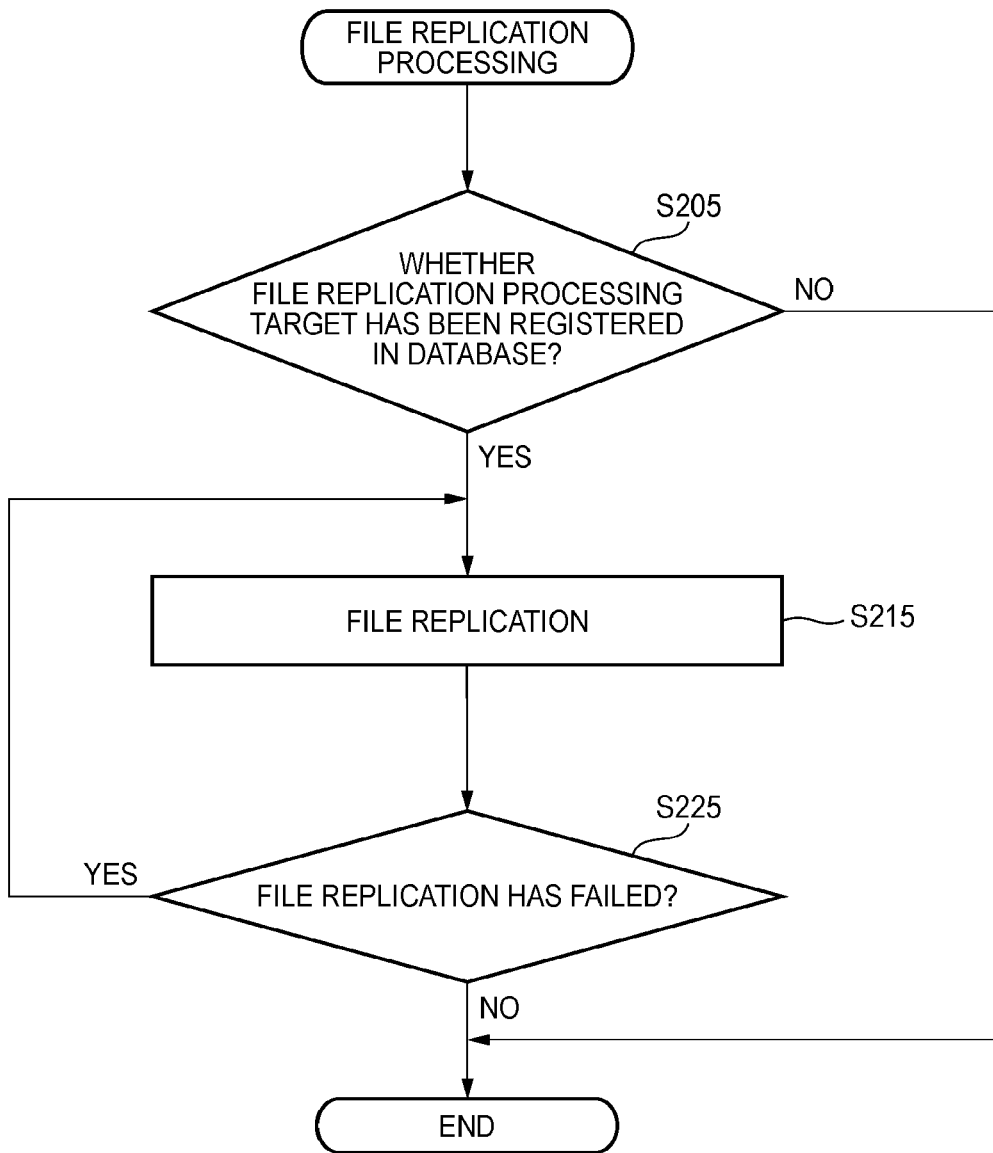 FILE REPLICATION
PROCESSING
S205
WHETHER
FILE REPLICATION PROCESSING
TARGET HAS BEEN REGISTERED
IN DATABASE?
NO
YES
FILE REPLICATION
S215
S225
YES
FILE REPLICATION HAS FAILED?
NO
END